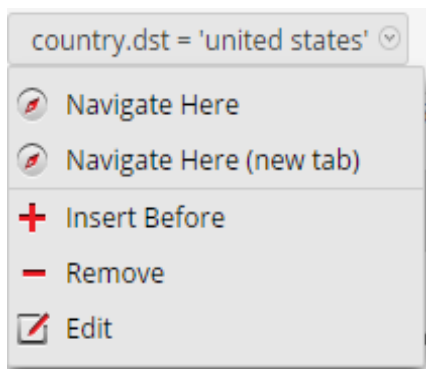 country.dst = 'united states'
Navigate Here
Navigate Here (new tab)
Insert Before
Remove
Edit